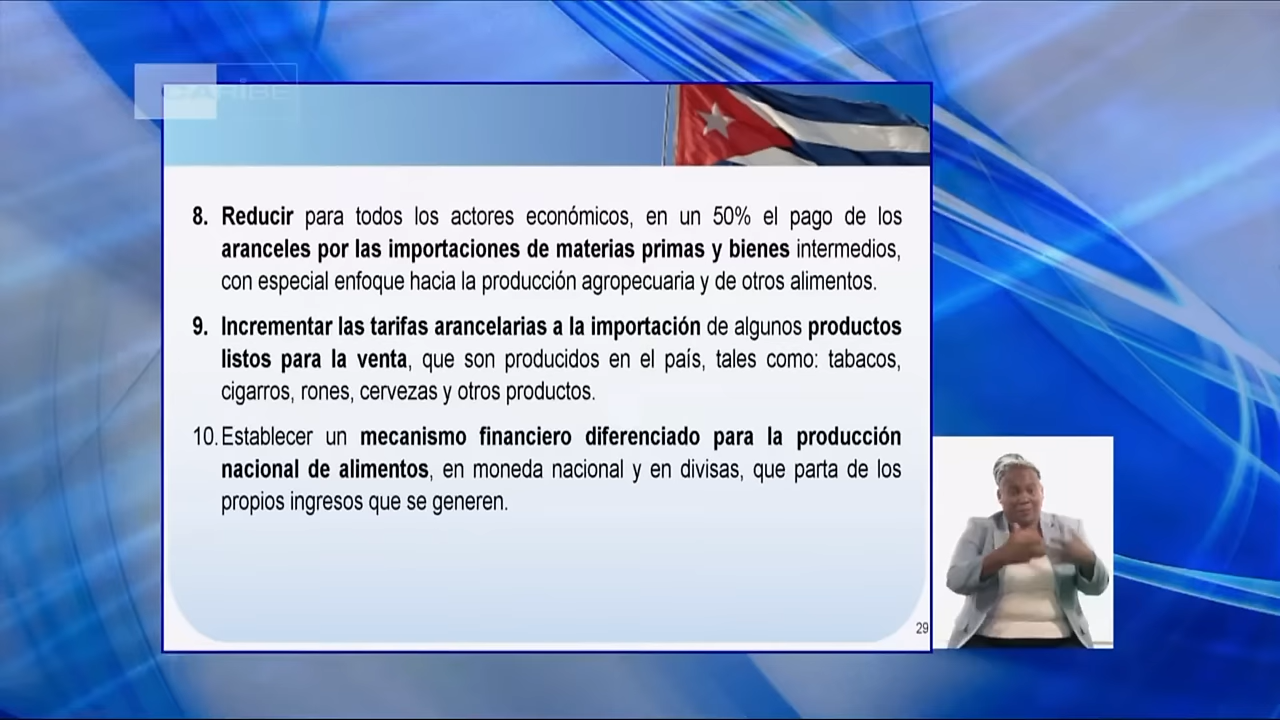 CARIBE
8. Reducir para todos los actores económicos, en un 50% el pago de los
aranceles por las importaciones de materias primas y bienes intermedios,
con especial enfoque hacia la producción agropecuaria y de otros alimentos.
9. Incrementar las tarifas arancelarias a la importación de algunos productos
listos para la venta, que son producidos en el país, tales como: tabacos,
cigarros, rones, cervezas y otros productos.
10. Establecer un mecanismo financiero diferenciado para la producción
nacional de alimentos, en moneda nacional y en divisas, que parta de los
propios ingresos que se generen.
29